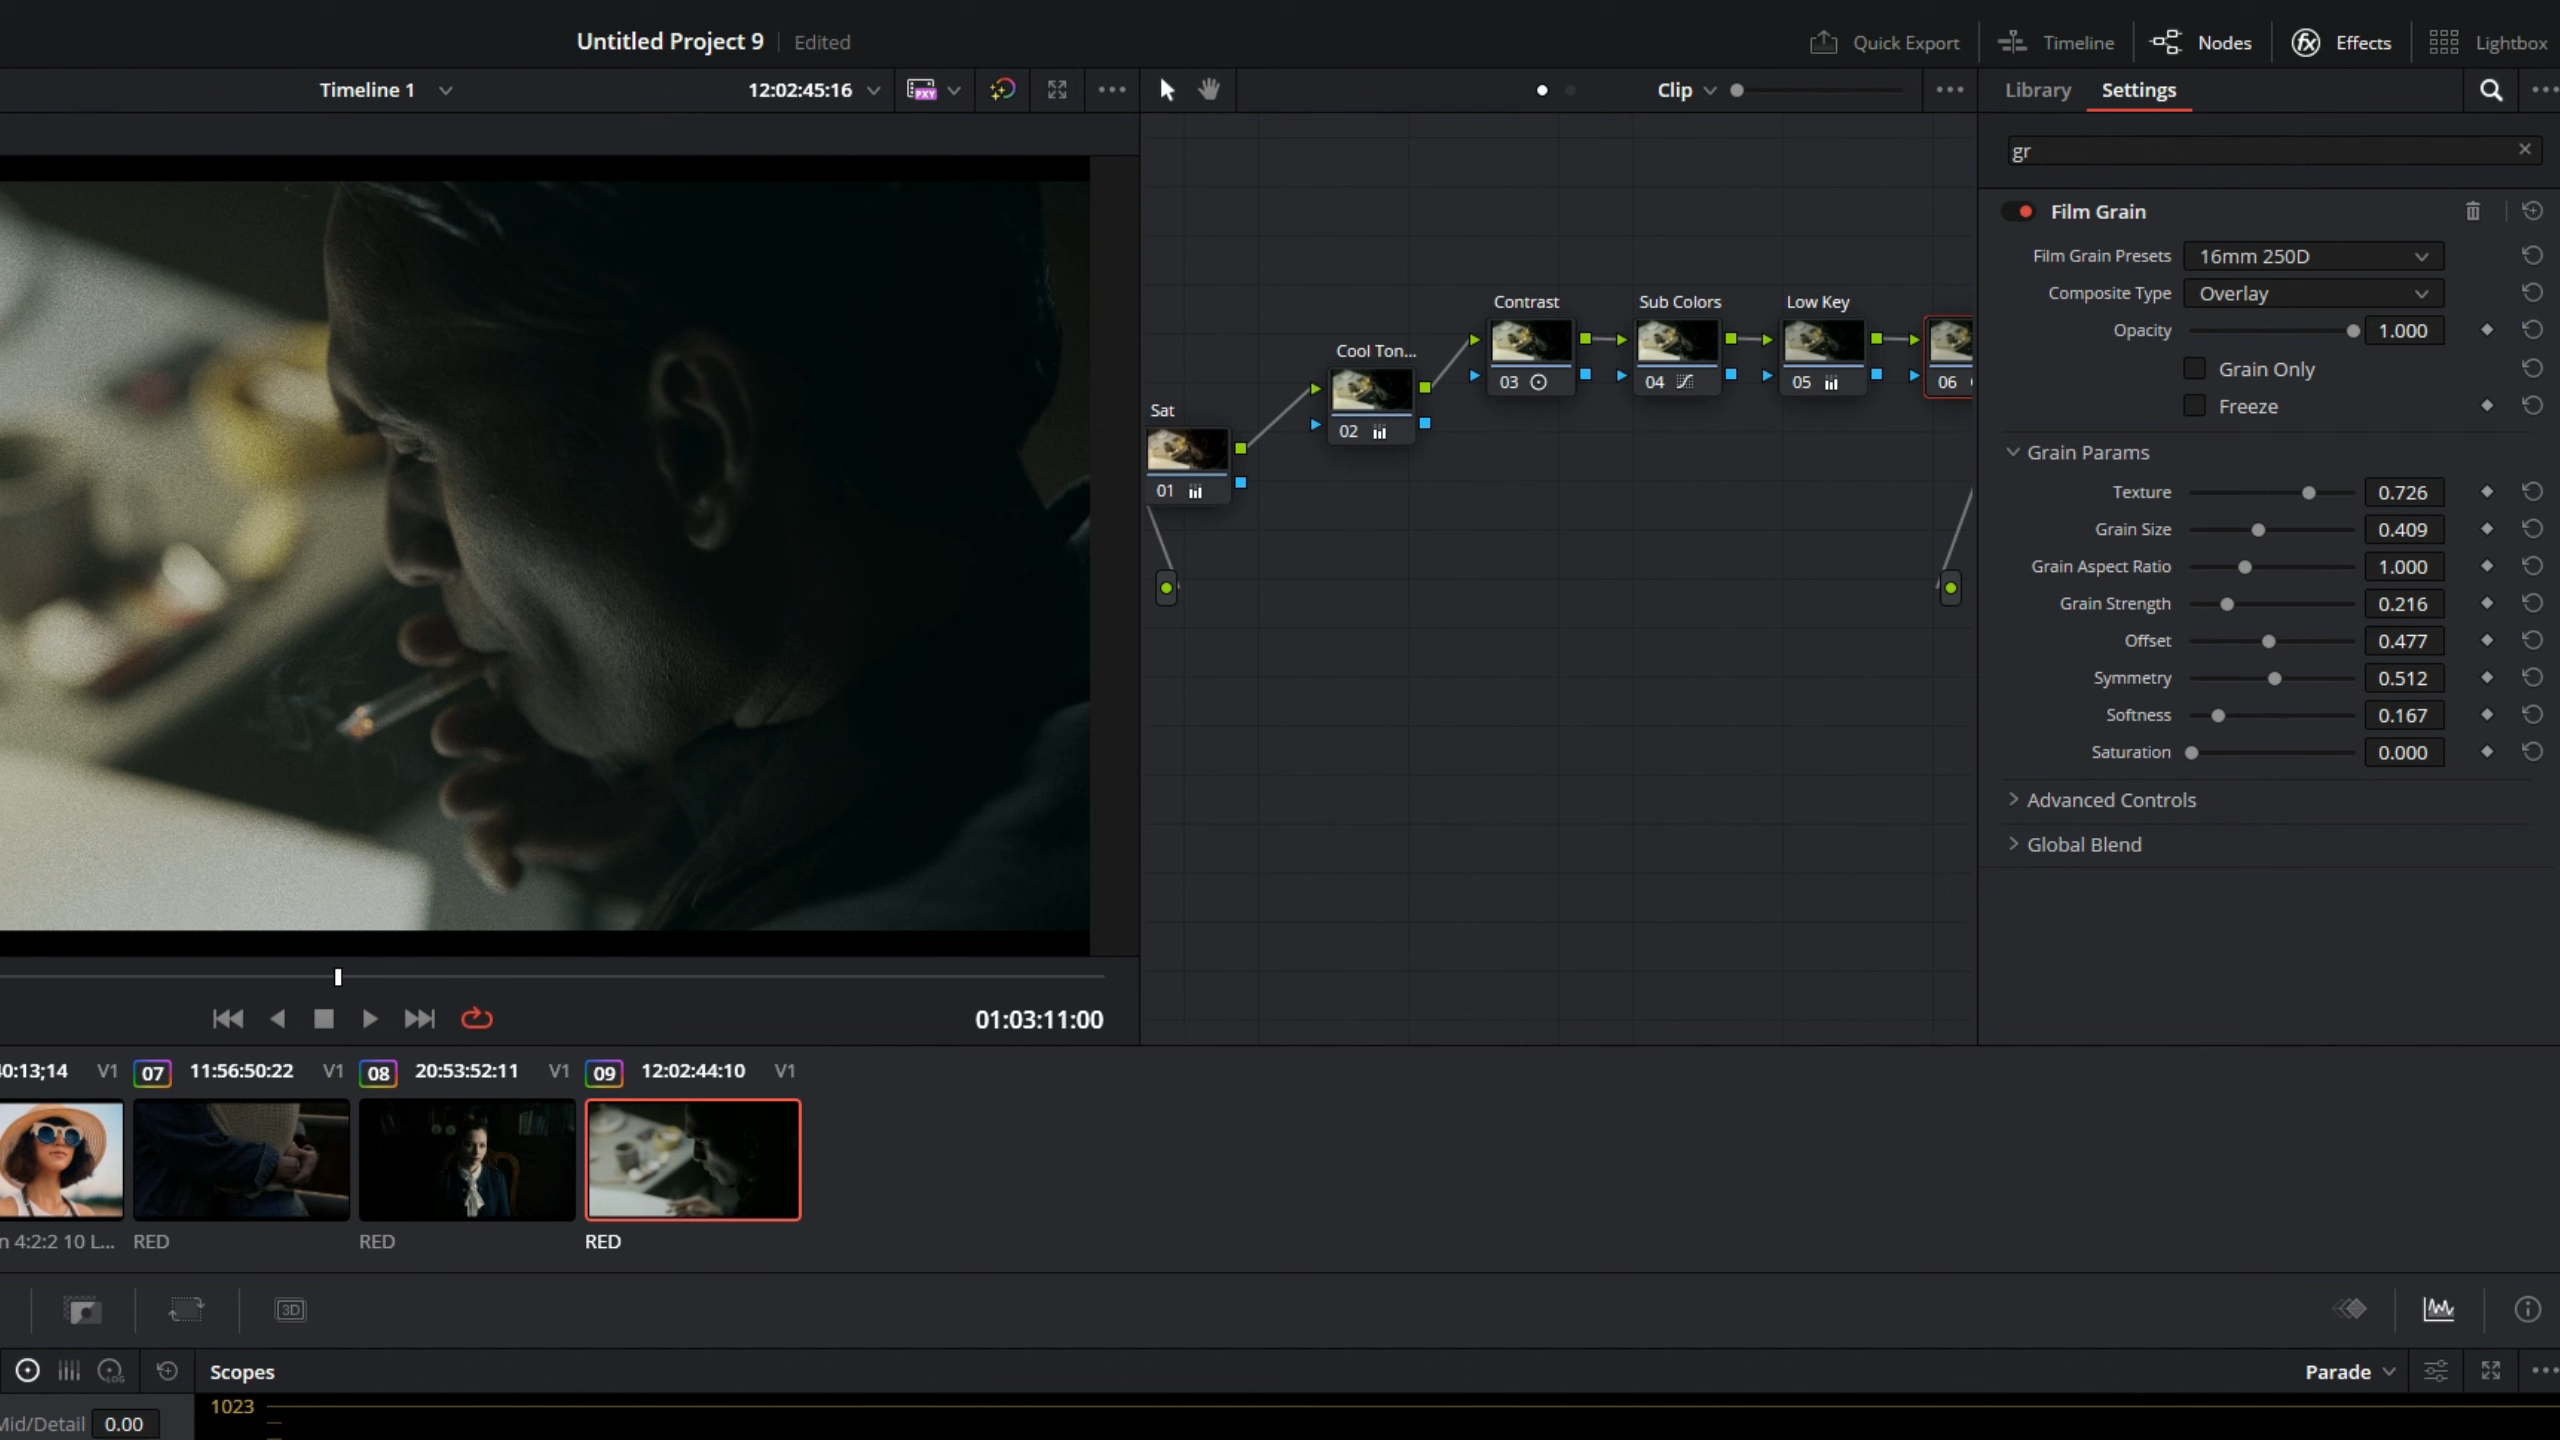 Untitled Project 9 Edited
Quick Export Timeline Nodes Effects Lightbox
Timeline 1 12:02:45:16 PXY Clip Library Settings
gr
Film Grain
Film Grain Presets 16mm 250D
Composite Type Overlay
Opacity 1.000
Grain Only
Freeze
Grain Params
Texture 0.726
Grain Size 0.409
Grain Aspect Ratio 1.000
Grain Strength 0.216
Offset 0.477
Symmetry 0.512
Softness 0.167
Saturation 0.000
Advanced Controls
Global Blend
Contrast Sub Colors Low Key
Cool Ton...
03 04 05 06
Sat
02
01
01:03:11:00
40:13;14 V1 07 11:56:50:22 V1 08 20:53:52:11 V1 09 12:02:44:10 V1
n 4:2:2 10 L... RED RED RED
3D
LOG Scopes Parade
1023
Mid/Detail 0.00